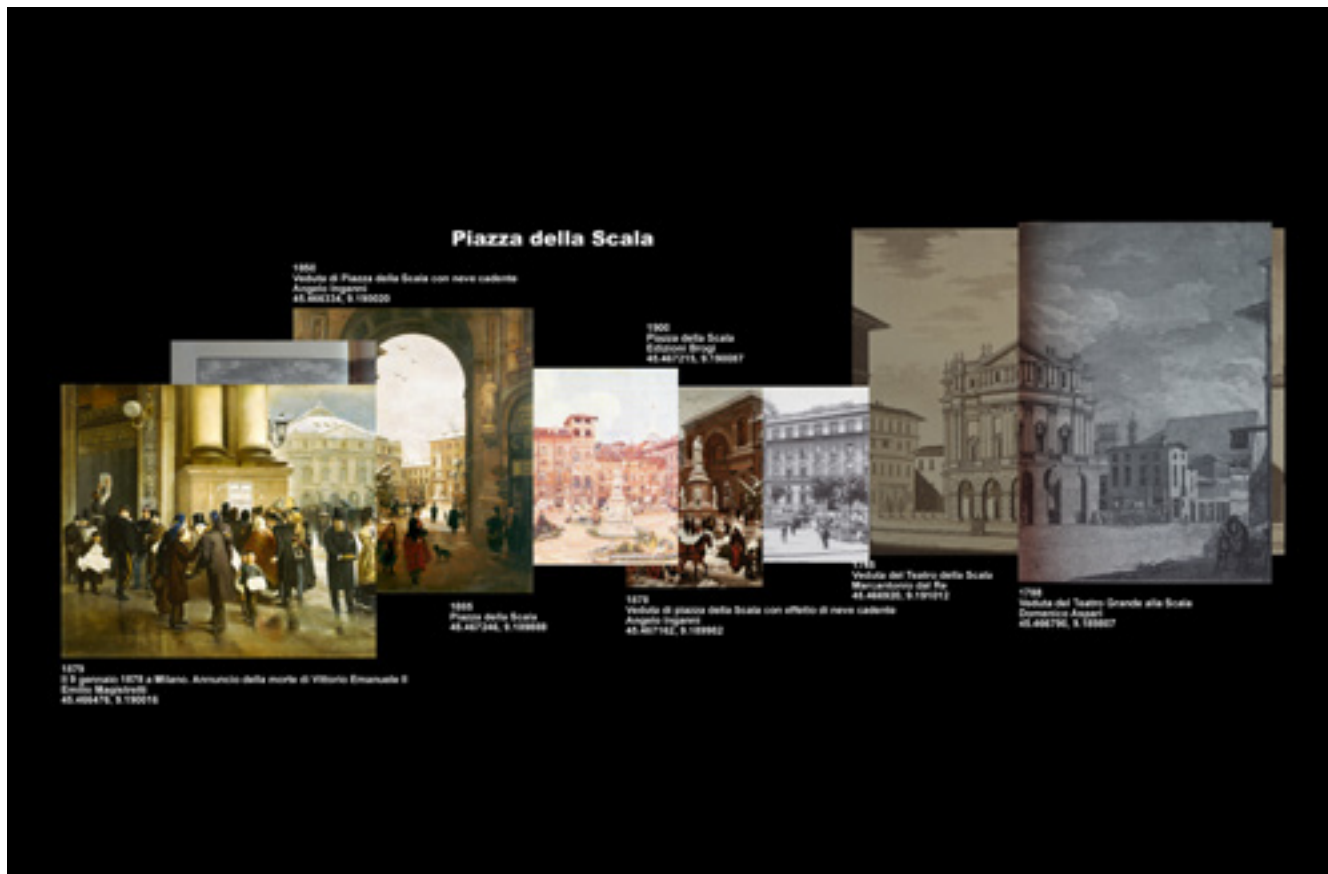 Piazza della Scala
1850
Veduta di Piazza della Scala con neve cadente
Angelo Inganni
45.466334, 9.190020
1900
Piazza della Scala
Edizioni Brogi
45.467215, 9.190087
Veduta del Teatro della Scala
Marcantonio dal Re
45.466920, 9.191012
1788
Veduta del Teatro Grande alla Scala
Domenico Aspari
45.466790, 9.189807
Piazza della Scala
45.467246, 9.189888
Veduta di piazza della Scala con effetto di neve cadente
Angelo Inganni
45.467162, 9.189962
1879
Il 9 gennaio 1878 a Milano. Annuncio della morte di Vittorio Emanuele II
Emilio Magistretti
45.466476, 9.190016